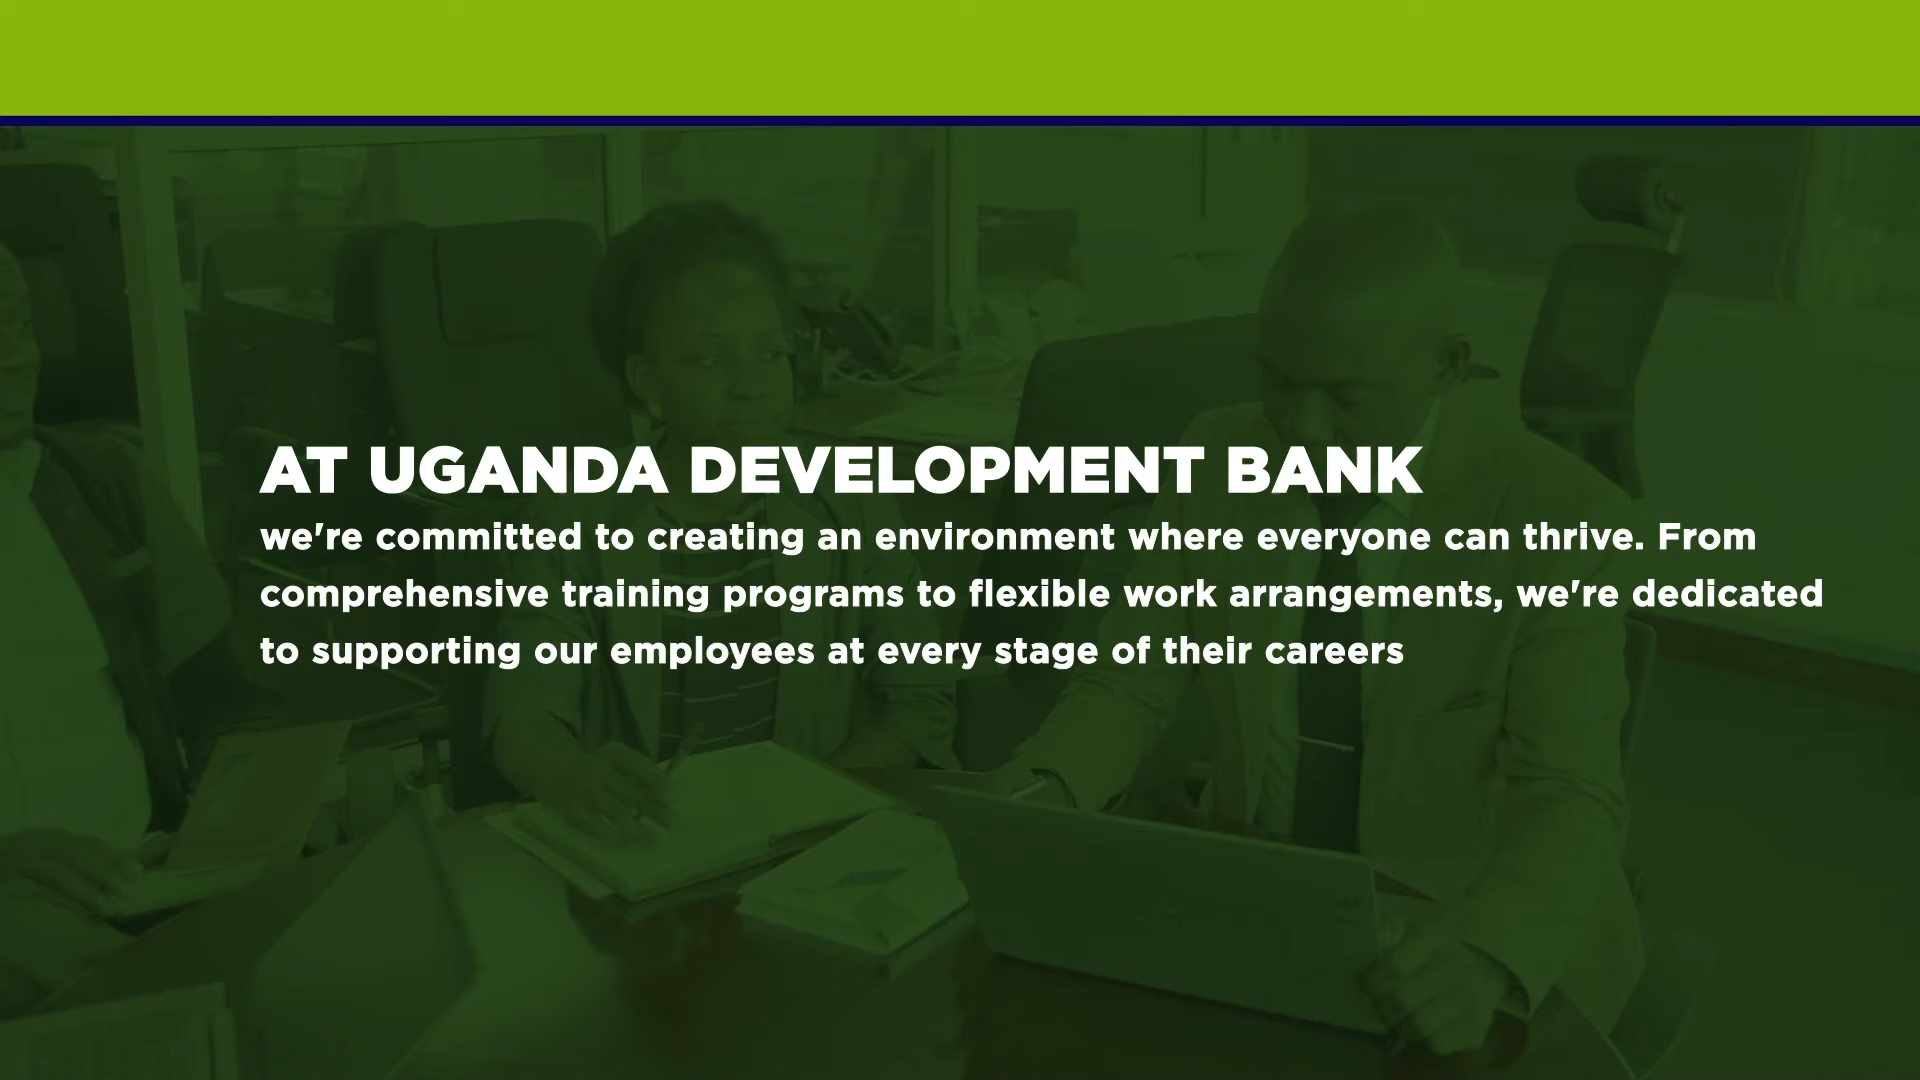 AT UGANDA DEVELOPMENT BANK
we're committed to creating an environment where everyone can thrive. From
comprehensive training programs to flexible work arrangements, we're dedicated
to supporting our employees at every stage of their careers